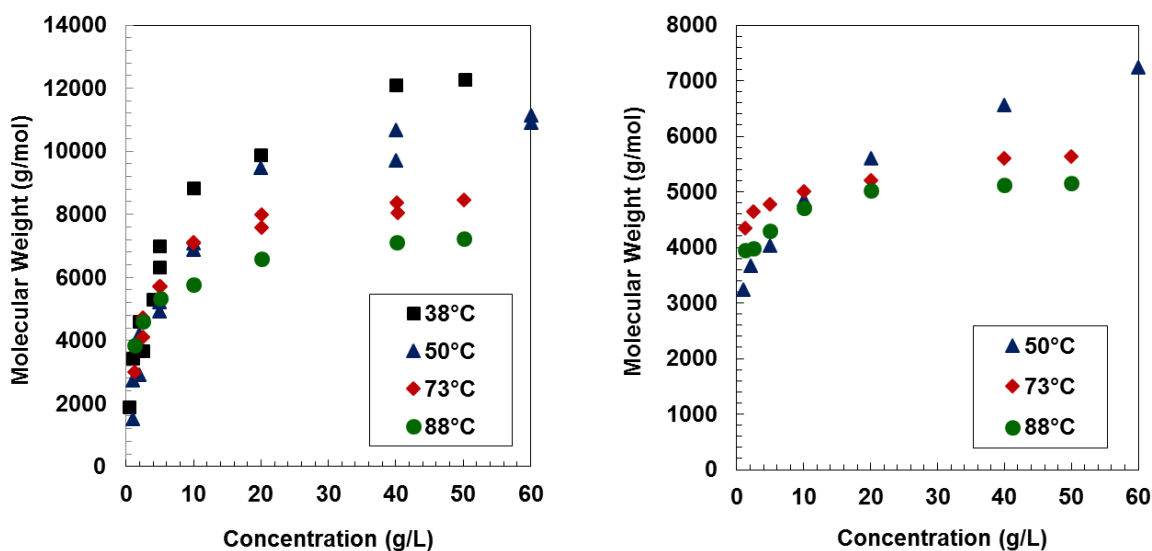 14000
12000
10000
8000
6000
4000
2000
0
0 10 20 30 40 50 60
Molecular Weight (g/mol)
Concentration (g/L)
38°C
50°C
73°C
88°C
8000
7000
6000
5000
4000
3000
2000
1000
0
0 10 20 30 40 50 60
Molecular Weight (g/mol)
Concentration (g/L)
50°C
73°C
88°C